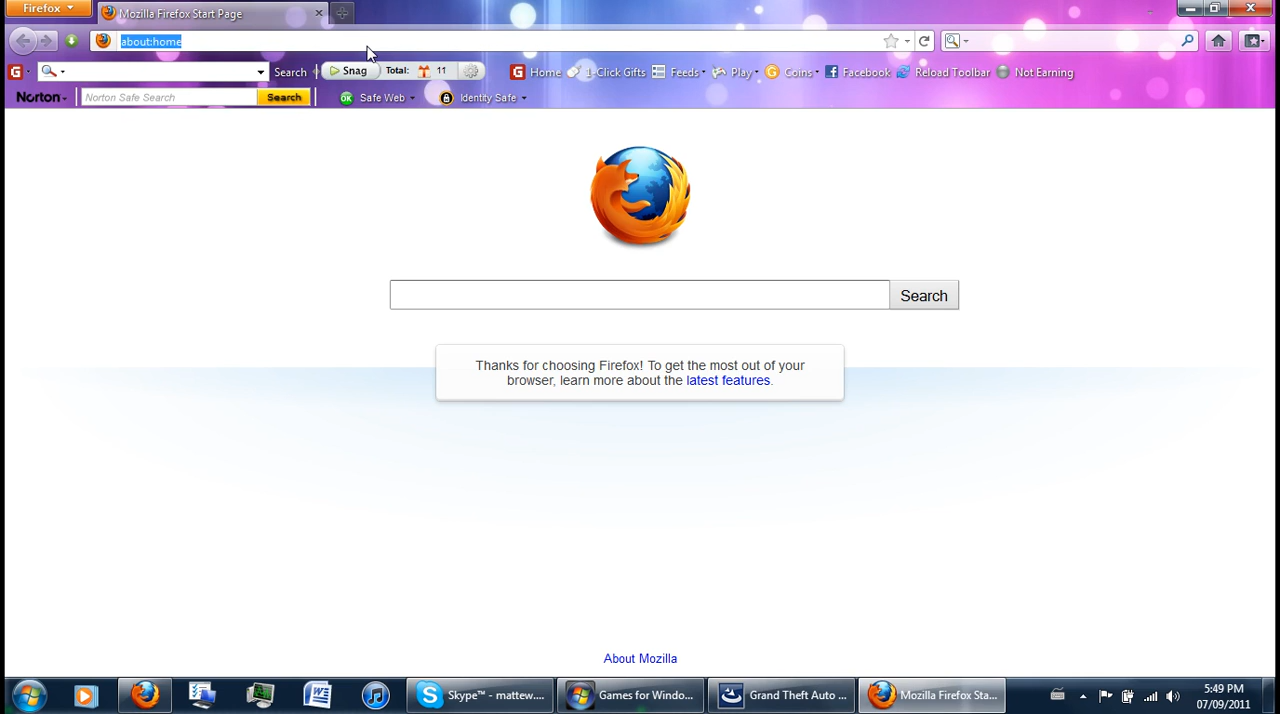 Firefox
Mozilla Firefox Start Page
about:home
Search
Snag
Total: 11
Home
1-Click Gifts
Feeds
Play
Coins
Facebook
Reload Toolbar
Not Earning
Norton
Norton Safe Search
Search
OK
Safe Web
Identity Safe
Search
Thanks for choosing Firefox! To get the most out of your
browser, learn more about the latest features.
About Mozilla
Skype™ - mattew....
Games for Windo...
Grand Theft Auto ...
Mozilla Firefox Sta...
5:49 PM
07/09/2011